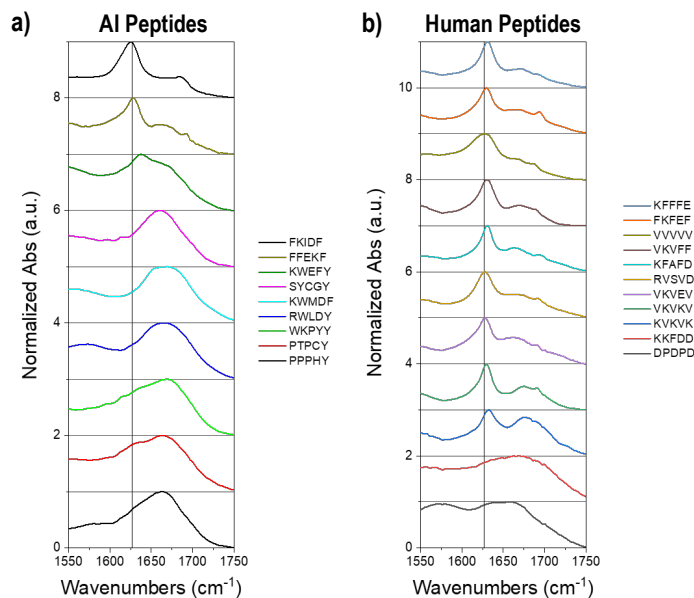 a)
AI Peptides
Normalized Abs (a.u.)
8
6
4
2
0
1550 1600 1650 1700 1750
Wavenumbers (cm-1)
FKIDF
FFEKF
KWEFY
SYCGY
KWMDF
RWLDY
WKPYY
PTPCY
PPPHY
b)
Human Peptides
Normalized Abs (a.u.)
10
8
6
4
2
0
1550 1600 1650 1700 1750
Wavenumbers (cm-1)
KFFFE
FKFEF
VVVVV
VKVFF
KFAFD
RVSVD
VKVEV
VKVKV
KVKVK
KKFDD
DPDPD